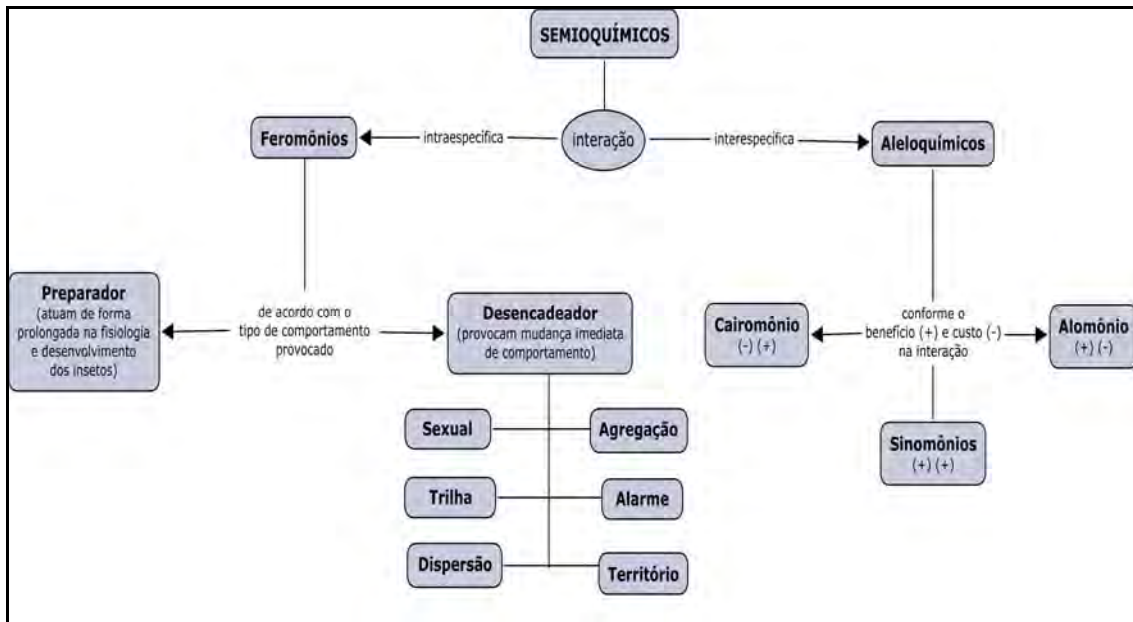 SEMIOQUÍMICOS
Feromônios
intraespecífica
interação
interespecífica
Aleloquímicos
Preparador
(atuam de forma
prolongada na fisiologia
e desenvolvimento
dos insetos)
de acordo com o
tipo de comportamento
provocado
Desencadeador
(provocam mudança imediata
de comportamento)
Cairomônio
(-) (+)
conforme o
benefício (+) e custo (-)
na interação
Alomônio
(+) (-)
Sexual
Agregação
Sinomônios
(+) (+)
Trilha
Alarme
Dispersão
Território